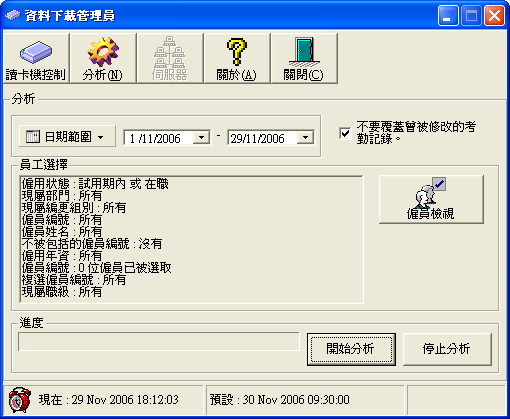 資料下載管理員
讀卡機控制 分析(N) 伺服器 關於(A) 關閉(C)
分析
日期範圍 1 /11/2006 - 29/11/2006
不要覆蓋曾被修改的考
勤記錄。
員工選擇
僱用狀態 : 試用期內 或 在職
現屬部門 : 所有
現屬編更組別 : 所有
僱員編號 : 所有
僱員姓名 : 所有
不被包括的僱員編號 : 沒有
僱用年資 : 所有
僱員編號 : 0 位僱員已被選取
複選僱員編號 : 所有
現屬職級 : 所有
僱員檢視
進度
開始分析 停止分析
現在 : 29 Nov 2006 18:12:03 預設 : 30 Nov 2006 09:30:00